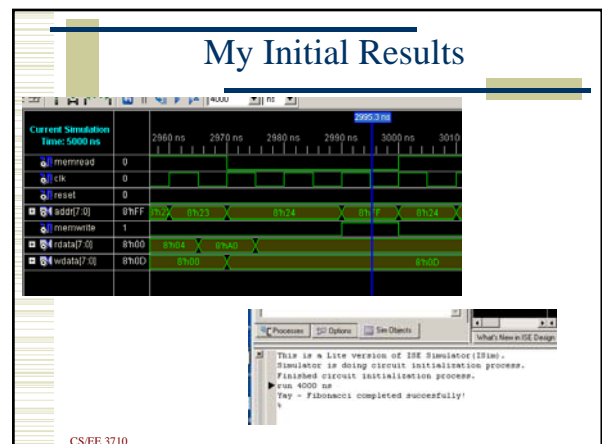 My Initial Results
4000 ns
2995.3 ns
Current Simulation
Time: 5000 ns
2960 ns 2970 ns 2980 ns 2990 ns 3000 ns 3010
memread 0
clk 0
reset 0
addr[7:0] 8'hFF 8'h23 8'h24 8'h24
memwrite 1
rdata[7:0] 8'h00 8'h04 8'hA0
wdata[7:0] 8'h0D 8'h00 8'h0D
Processes Options Sim Objects
What's New in ISE Design
This is a Lite version of ISE Simulator(ISim).
Simulator is doing circuit initialization process.
Finished circuit initialization process.
run 4000 ns
Yay - Fibonacci completed succesfully!
%
CS/EE 3710